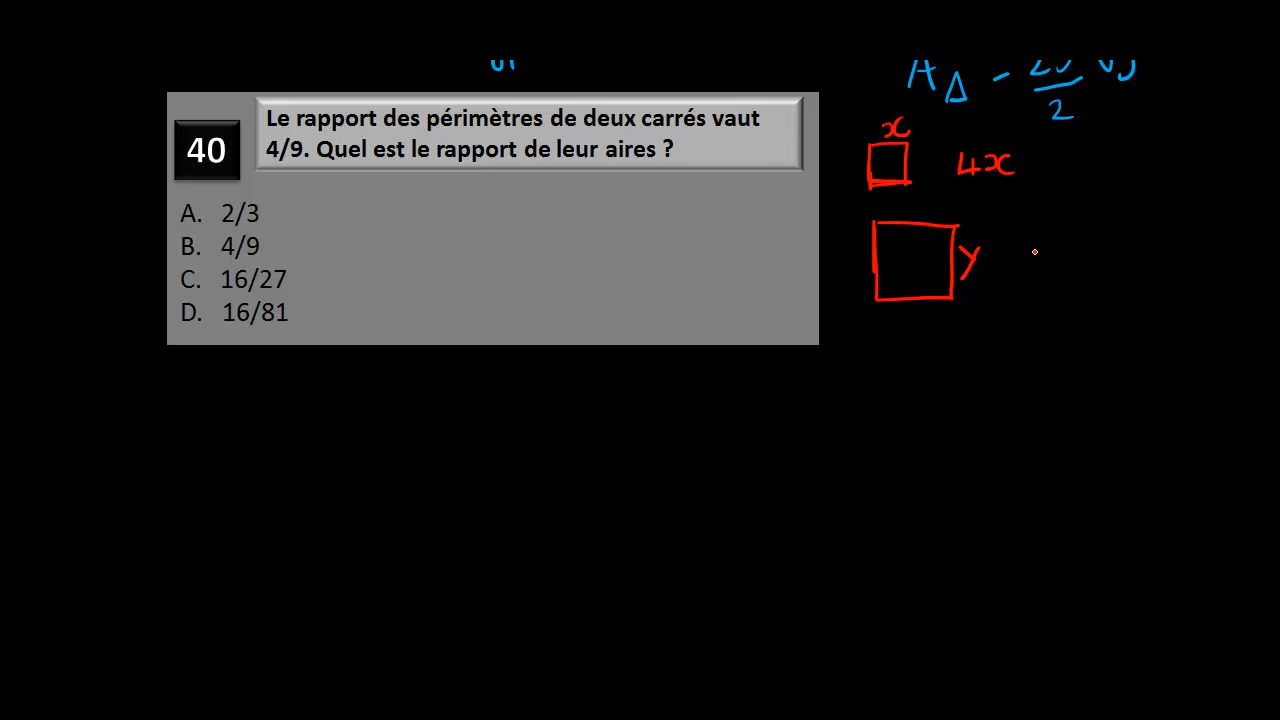 40
Le rapport des périmètres de deux carrés vaut
4/9. Quel est le rapport de leur aires ?
A. 2/3
B. 4/9
C. 16/27
D. 16/81
x
4x
y